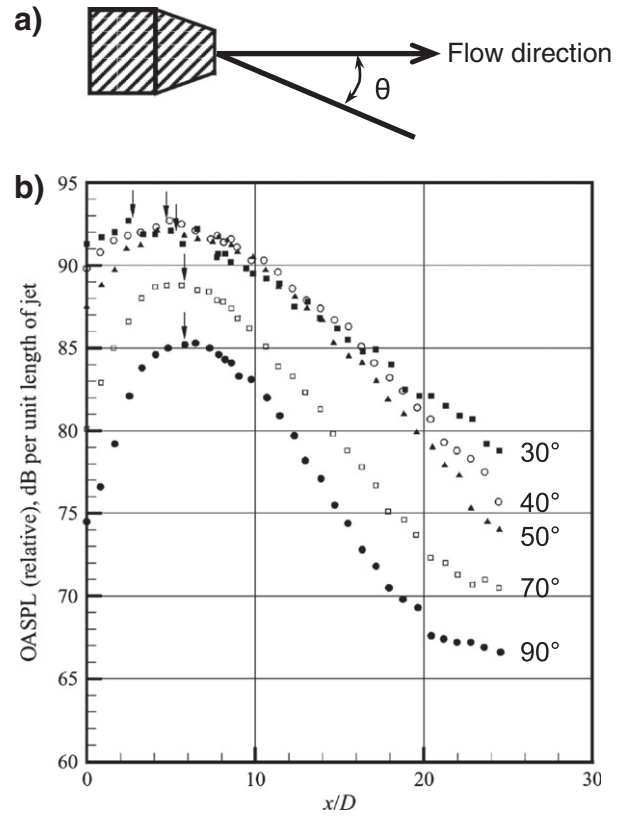 a)
Flow direction
θ
b)
95
90
85
80
75
70
65
60
0
10
20
30
OASPL (relative), dB per unit length of jet
x/D
30°
40°
50°
70°
90°